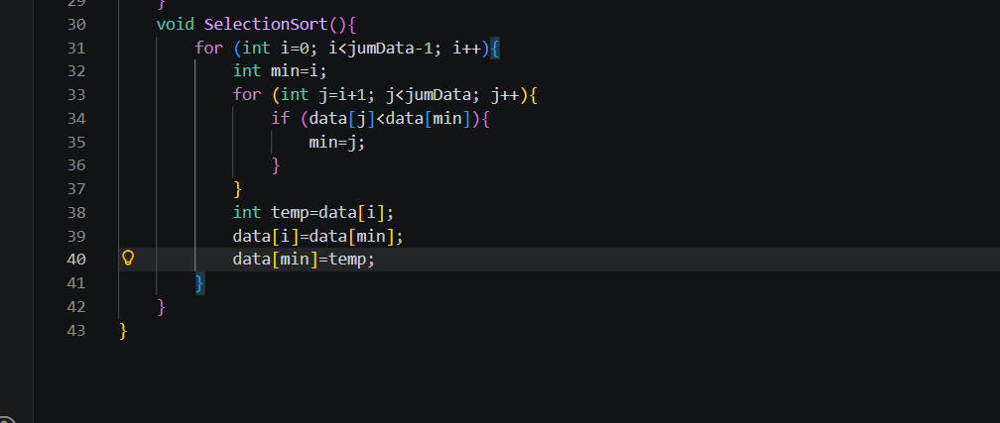 29 }
30 void SelectionSort(){
31 for (int i=0; i<jumData-1; i++){
32 int min=i;
33 for (int j=i+1; j<jumData; j++){
34 if (data[j]<data[min]){
35 min=j;
36 }
37 }
38 int temp=data[i];
39 data[i]=data[min];
40 data[min]=temp;
41 }
42 }
43 }